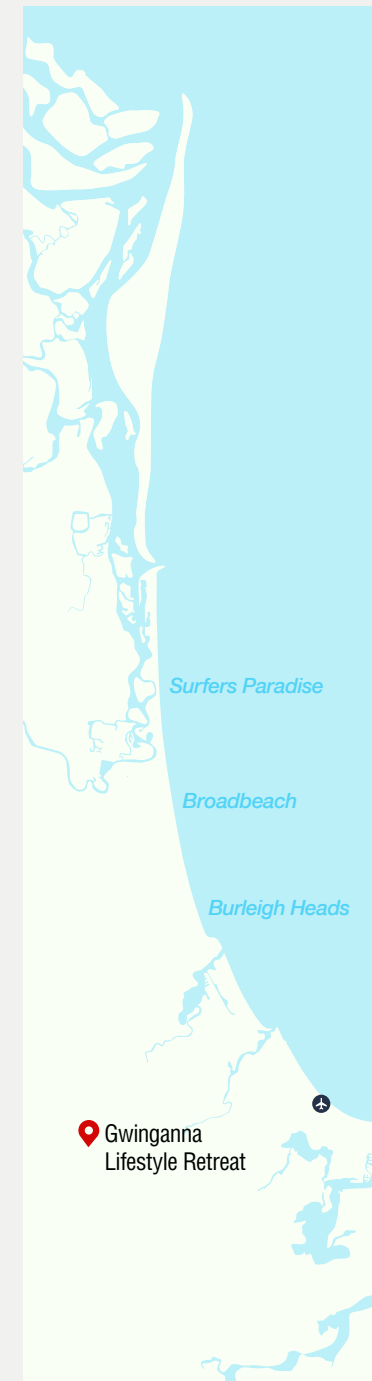 Surfers Paradise
Broadbeach
Burleigh Heads
Gwinganna
Lifestyle Retreat